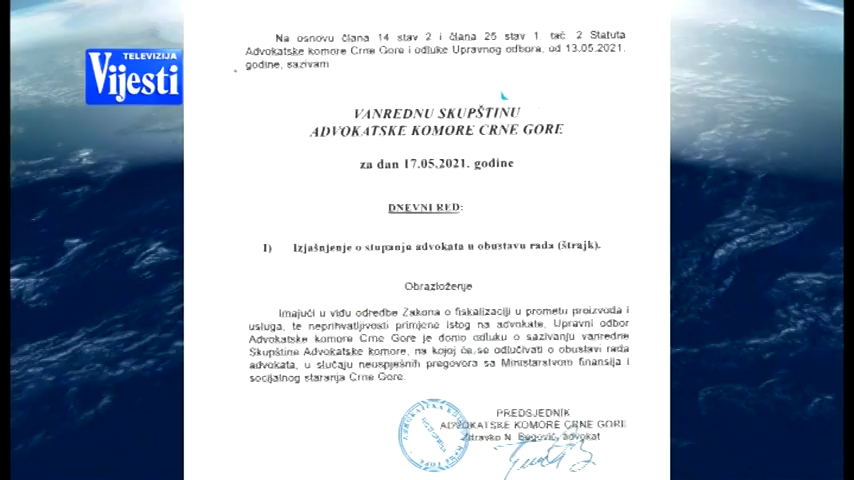 TELEVIZIJA
Vijesti
Na osnovu člana 14 stav 2 i člana 25 stav 1 tač. 2 Statuta
Advokatske komore Crne Gore i odluke Upravnog odbora, od 13.05.2021.
godine, sazivam
VANREDNU SKUPŠTINU
ADVOKATSKE KOMORE CRNE GORE
za dan 17.05.2021. godine
DNEVNI RED:
1) Izjašnjenje o stupanju advokata u obustavu rada (štrajk).
Obrazloženje
Imajući u vidu odredbe Zakona o fiskalizaciji u prometu proizvoda i
usluga, te neprihvatljivosti primjene istog na advokate, Upravni odbor
Advokatske komore Crne Gore je donio odluku o sazivanju vanredne
Skupštine Advokatske komore, na kojoj će se odlučivati o obustavi rada
advokata, u slučaju neuspješnih pregovora sa Ministarstvom finansija i
socijalnog staranja Crne Gore.
PREDSJEDNIK
ADVOKATSKE KOMORE CRNE GORE
Zdravko N. Begović, advokat